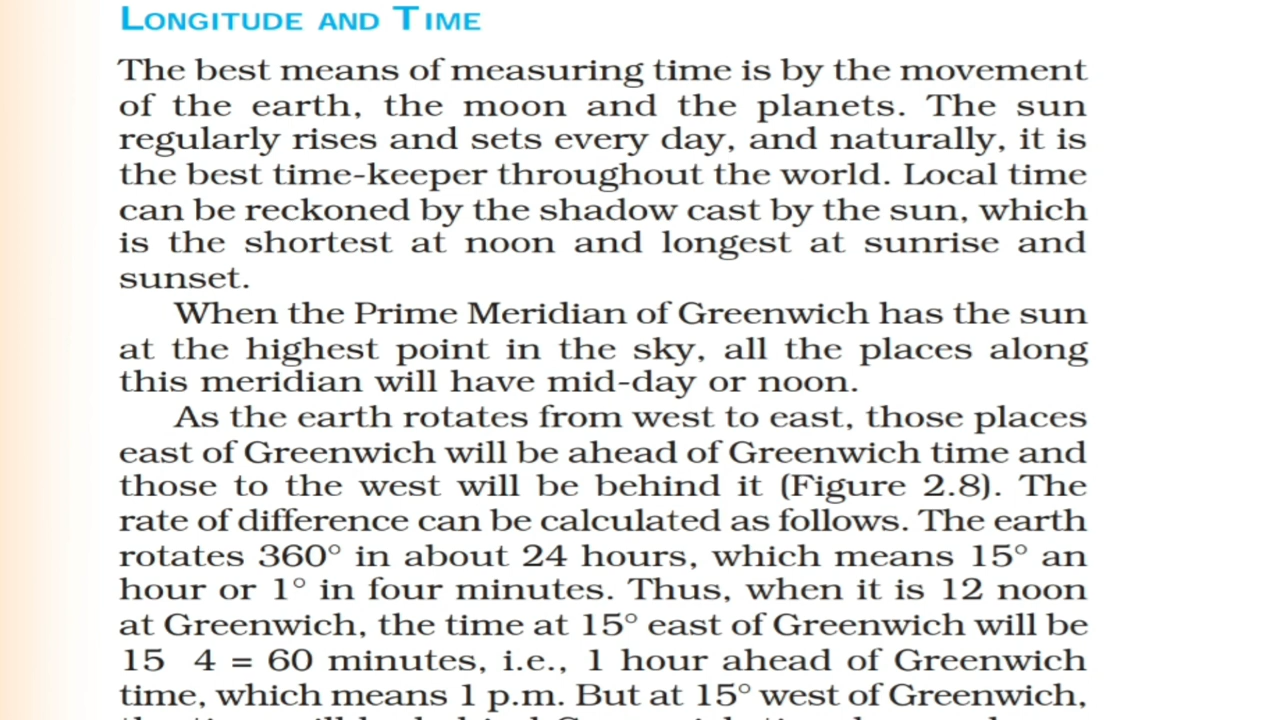 LONGITUDE AND TIME
The best means of measuring time is by the movement
of the earth, the moon and the planets. The sun
regularly rises and sets every day, and naturally, it is
the best time-keeper throughout the world. Local time
can be reckoned by the shadow cast by the sun, which
is the shortest at noon and longest at sunrise and
sunset.
When the Prime Meridian of Greenwich has the sun
at the highest point in the sky, all the places along
this meridian will have mid-day or noon.
As the earth rotates from west to east, those places
east of Greenwich will be ahead of Greenwich time and
those to the west will be behind it (Figure 2.8). The
rate of difference can be calculated as follows. The earth
rotates 360° in about 24 hours, which means 15° an
hour or 1° in four minutes. Thus, when it is 12 noon
at Greenwich, the time at 15° east of Greenwich will be
15 4 = 60 minutes, i.e., 1 hour ahead of Greenwich
time, which means 1 p.m. But at 15° west of Greenwich,